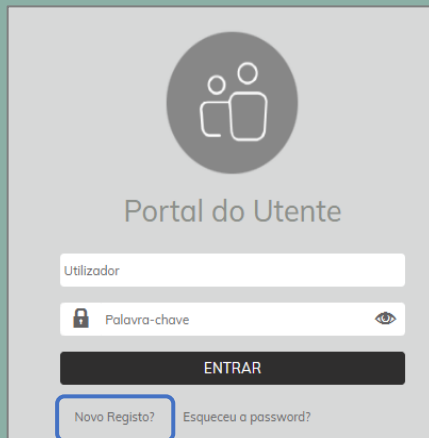 Portal do Utente
Utilizador
Palavra-chave
ENTRAR
Novo Registo? Esqueceu a password?